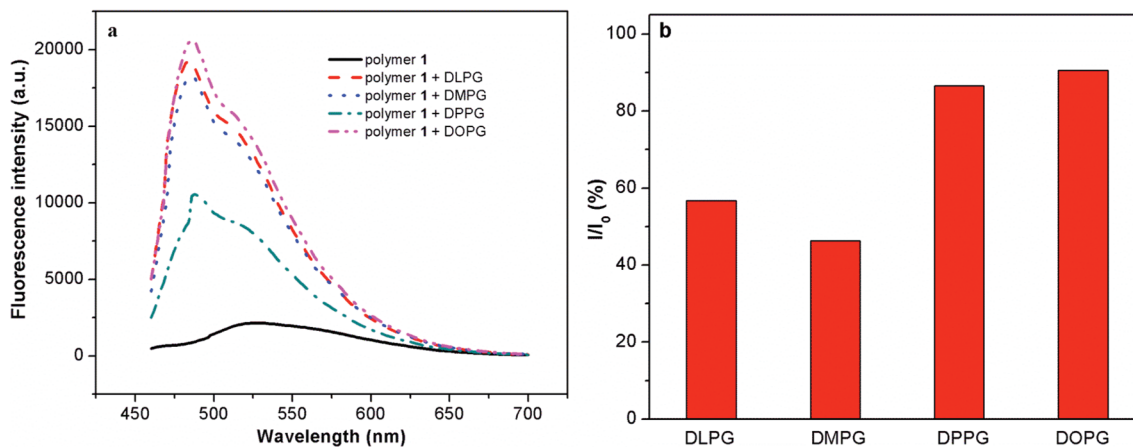 a
20000
15000
10000
5000
0
Fluorescence intensity (a.u.)
polymer 1
polymer 1 + DLPG
polymer 1 + DMPG
polymer 1 + DPPG
polymer 1 + DOPG
450 500 550 600 650 700
Wavelength (nm)
b
100
80
60
40
20
0
I/I0 (%)
DLPG DMPG DPPG DOPG